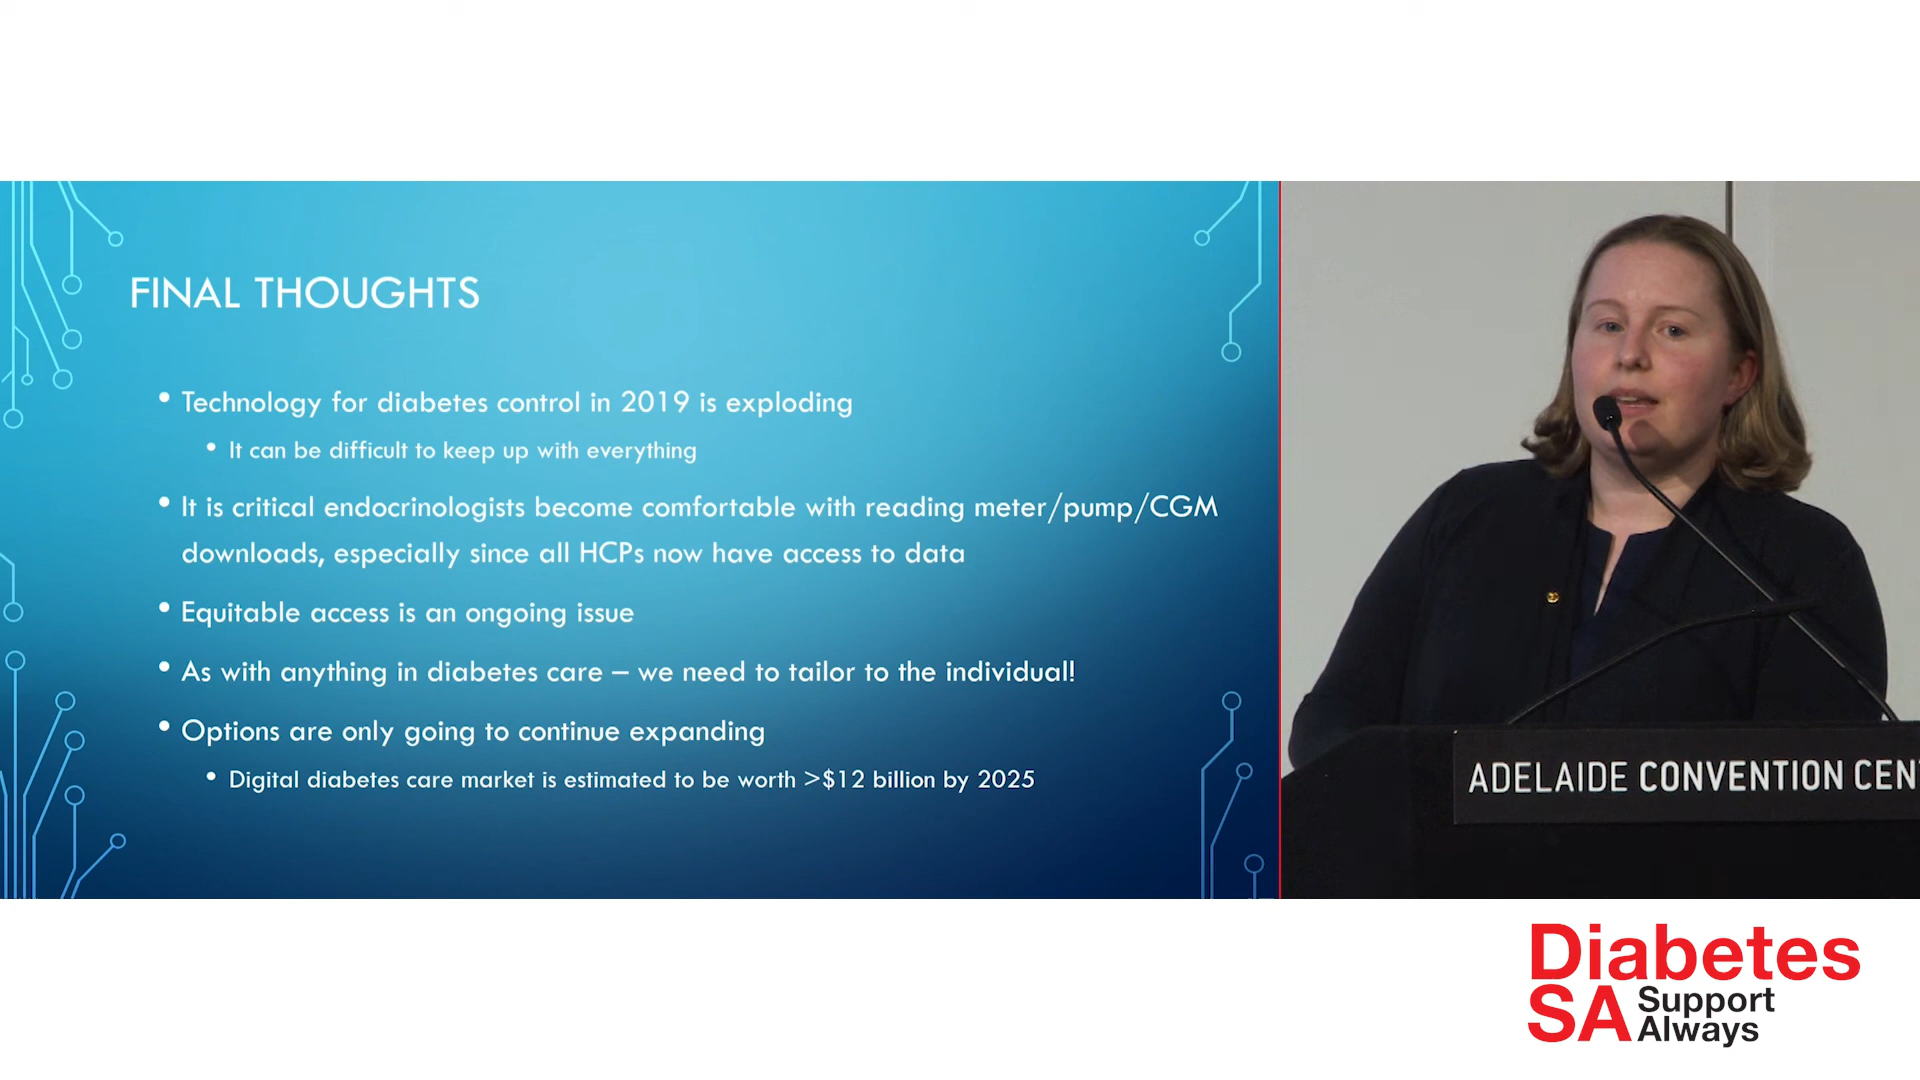 FINAL THOUGHTS
• Technology for diabetes control in 2019 is exploding
• It can be difficult to keep up with everything
• It is critical endocrinologists become comfortable with reading meter/pump/CGM
downloads, especially since all HCPs now have access to data
• Equitable access is an ongoing issue
• As with anything in diabetes care – we need to tailor to the individual!
• Options are only going to continue expanding
• Digital diabetes care market is estimated to be worth >$12 billion by 2025
ADELAIDE CONVENTION CEN
Diabetes
SA Support
Always